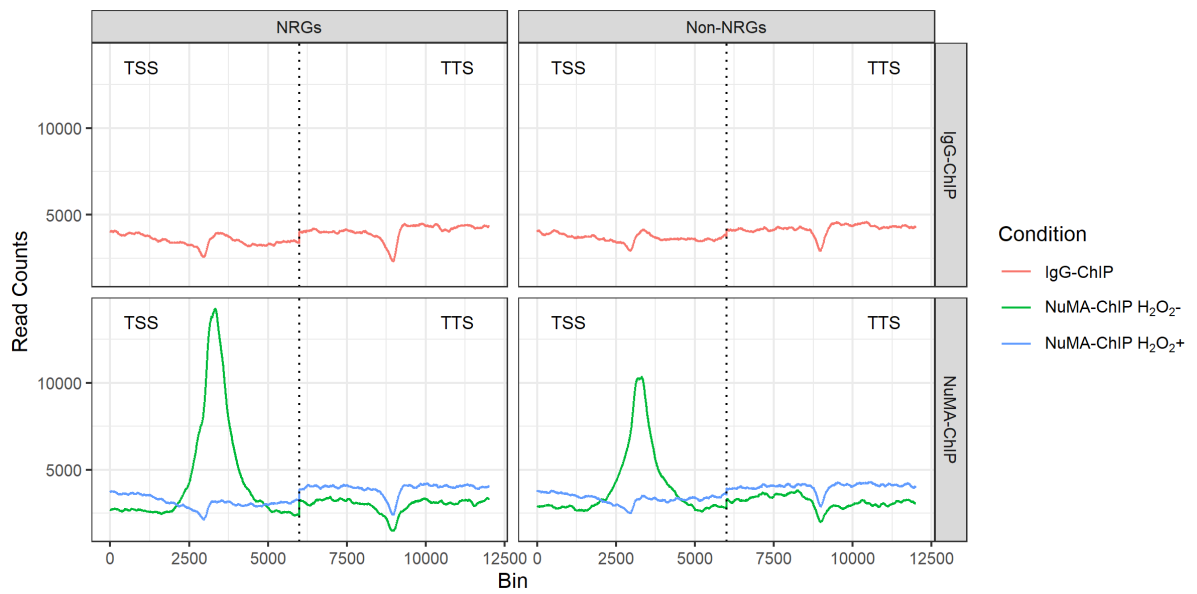 NRGs
Non-NRGs
TSS
TTS
TSS
TTS
10000
5000
IgG-ChIP
TSS
TTS
TSS
TTS
10000
5000
NuMA-ChIP
Read Counts
0
2500
5000
7500
10000
12500
0
2500
5000
7500
10000
12500
Bin
Condition
IgG-ChIP
NuMA-ChIP H₂O₂-
NuMA-ChIP H₂O₂+